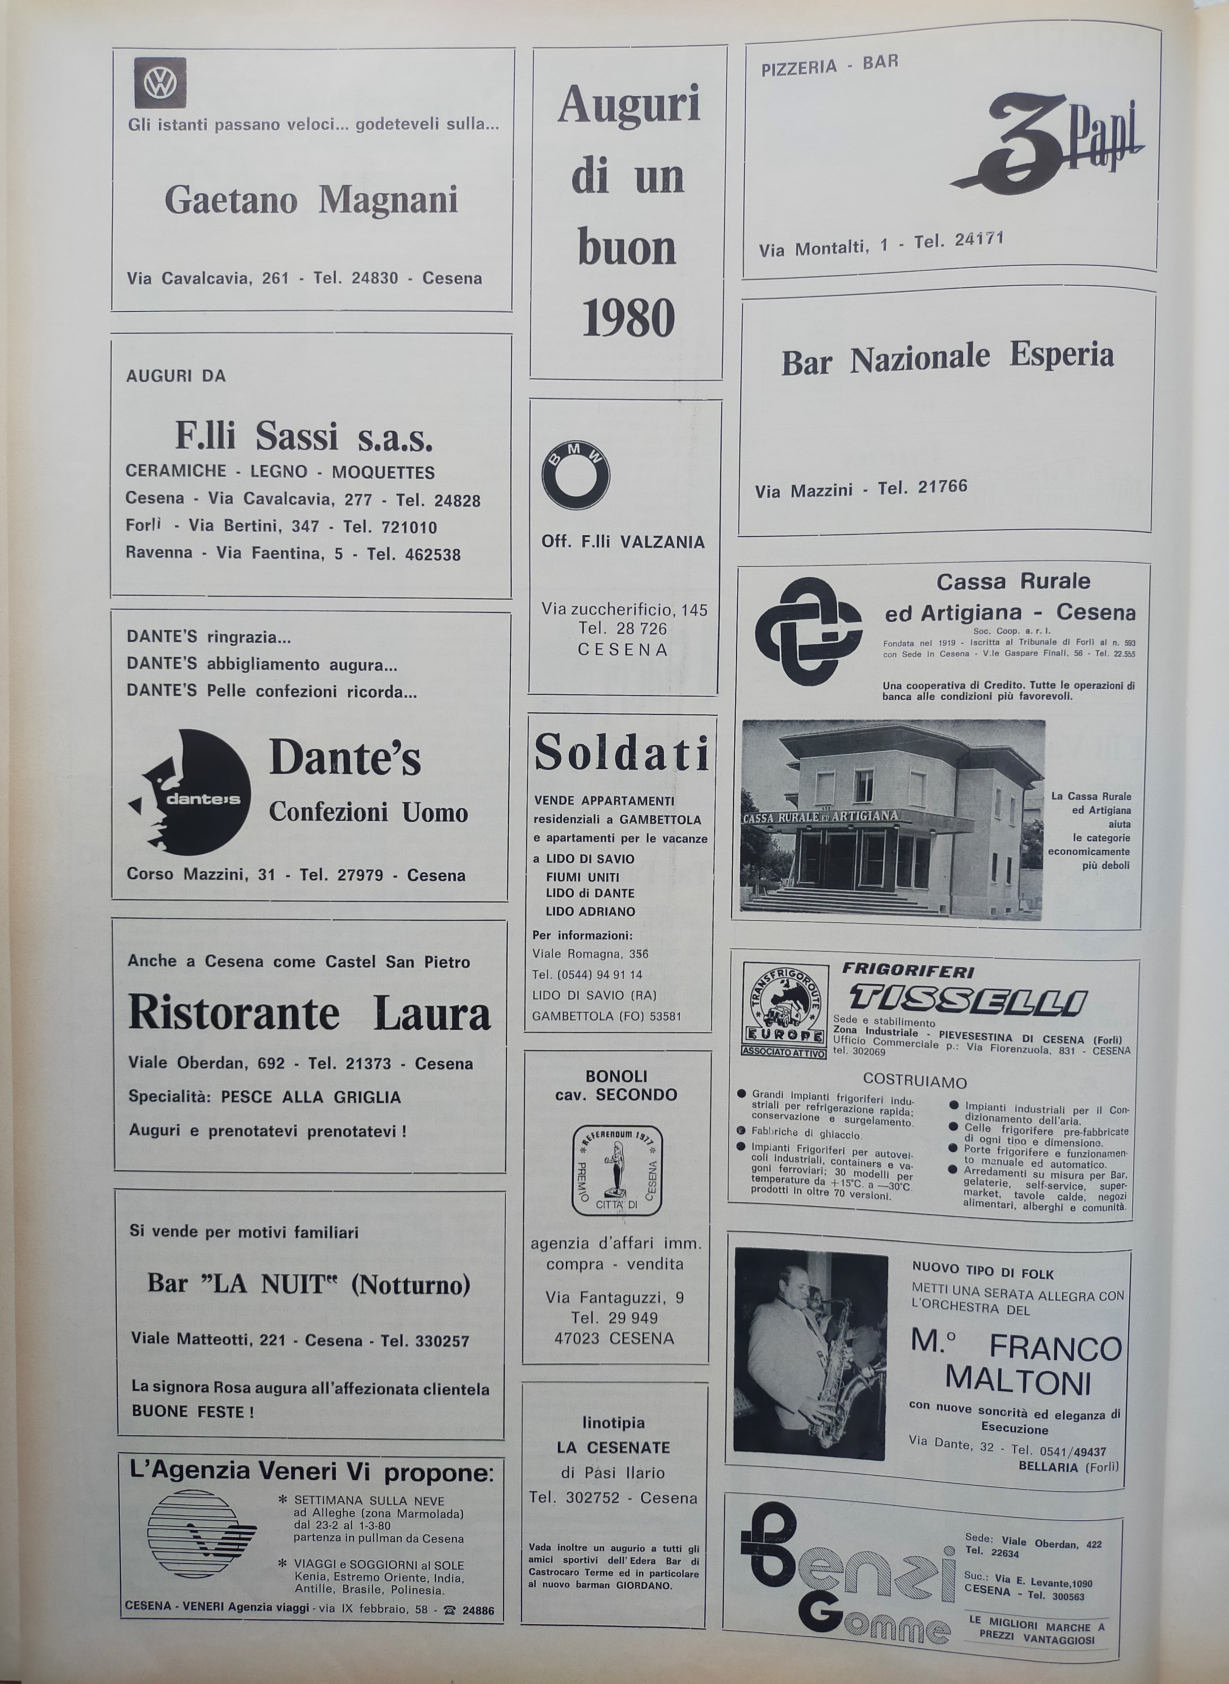 Gli istanti passano veloci... godeteveli sulla...
Gaetano Magnani
Via Cavalcavia, 261 - Tel. 24830 - Cesena
AUGURI DA
F.lli Sassi s.a.s.
CERAMICHE - LEGNO - MOQUETTES
Cesena - Via Cavalcavia, 277 - Tel. 24828
Forlì - Via Bertini, 347 - Tel. 721010
Ravenna - Via Faentina, 5 - Tel. 462538
DANTE'S ringrazia...
DANTE'S abbigliamento augura...
DANTE'S Pelle confezioni ricorda...
dante's
Dante's
Confezioni Uomo
Corso Mazzini, 31 - Tel. 27979 - Cesena
Anche a Cesena come Castel San Pietro
Ristorante Laura
Viale Oberdan, 692 - Tel. 21373 - Cesena
Specialità: PESCE ALLA GRIGLIA
Auguri e prenotatevi prenotatevi !
Si vende per motivi familiari
Bar "LA NUIT" (Notturno)
Viale Matteotti, 221 - Cesena - Tel. 330257
La signora Rosa augura all'affezionata clientela
BUONE FESTE !
L'Agenzia Veneri Vi propone:
* SETTIMANA SULLA NEVE
ad Alleghe (zona Marmolada)
dal 23-2 al 1-3-80
partenza in pullman da Cesena
* VIAGGI e SOGGIORNI al SOLE
Kenia, Estremo Oriente, India,
Antille, Brasile, Polinesia.
CESENA - VENERI Agenzia viaggi - via IX febbraio, 58 - ☎ 24886
Auguri
di un
buon
1980
BMW
Off. F.lli VALZANIA
Via zuccherificio, 145
Tel. 28 726
CESENA
Soldati
VENDE APPARTAMENTI
residenziali a GAMBETTOLA
e apartamenti per le vacanze
a LIDO DI SAVIO
FIUMI UNITI
LIDO di DANTE
LIDO ADRIANO
Per informazioni:
Viale Romagna, 356
Tel. (0544) 94 91 14
LIDO DI SAVIO (RA)
GAMBETTOLA (FO) 53581
BONOLI
cav. SECONDO
* REFERENDUM 1977 *
PREMIO CITTA' DI CESENA
agenzia d'affari imm.
compra - vendita
Via Fantaguzzi, 9
Tel. 29 949
47023 CESENA
linotipia
LA CESENATE
di Pasi Ilario
Tel. 302752 - Cesena
Vada inoltre un augurio a tutti gli
amici sportivi dell'Edera Bar di
Castrocaro Terme ed in particolare
al nuovo barman GIORDANO.
PIZZERIA - BAR
3 Papi
Via Montalti, 1 - Tel. 24171
Bar Nazionale Esperia
Via Mazzini - Tel. 21766
Cassa Rurale
ed Artigiana - Cesena
Soc. Coop. a. r. l.
Fondata nel 1919 - Iscritta al Tribunale di Forlì al n. 593
con Sede in Cesena - V.le Gaspare Finali, 56 - Tel. 22.555
Una cooperativa di Credito. Tutte le operazioni di
banca alle condizioni più favorevoli.
CASSA RURALE ED ARTIGIANA
La Cassa Rurale
ed Artigiana
aiuta
le categorie
economicamente
più deboli
TRANSFRIGOROUTE
EUROPE
ASSOCIATO ATTIVO
FRIGORIFERI
TISSELLI
Sede e stabilimento
Zona Industriale - PIEVESESTINA DI CESENA (Forlì)
Ufficio Commerciale p.: Via Fiorenzuola, 831 - CESENA
tel. 302069
COSTRUIAMO
● Grandi Impianti frigoriferi indu-
striali per refrigerazione rapida;
conservazione e surgelamento.
● Fabbriche di ghiaccio.
● Impianti Frigoriferi per autovei-
coli industriali, containers e va-
goni ferroviari; 30 modelli per
temperature da +15°C. a —30°C
prodotti in oltre 70 versioni.
● Impianti industriali per il Con-
dizionamento dell'aria.
● Celle frigorifere pre-fabbricate
di ogni tipo e dimensione.
● Porte frigorifere e funzionamen-
to manuale ed automatico.
● Arredamenti su misura per Bar,
gelaterie, self-service, super-
market, tavole calde, negozi
alimentari, alberghi e comunità.
NUOVO TIPO DI FOLK
METTI UNA SERATA ALLEGRA CON
L'ORCHESTRA DEL
M.º FRANCO
MALTONI
con nuove sonorità ed eleganza di
Esecuzione
Via Dante, 32 - Tel. 0541/49437
BELLARIA (Forlì)
Benzi
Gomme
Sede: Viale Oberdan, 422
Tel. 22634
Suc.: Via E. Levante,1090
CESENA - Tel. 300563
LE MIGLIORI MARCHE A
PREZZI VANTAGGIOSI